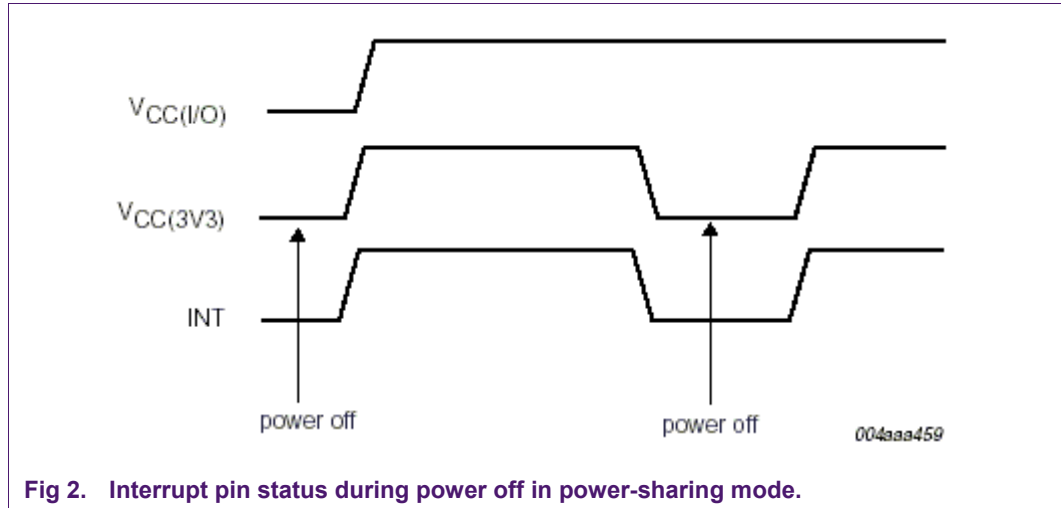 VCC(I/O)
VCC(3V3)
INT
power off
power off
004aaa459
Fig 2. Interrupt pin status during power off in power-sharing mode.